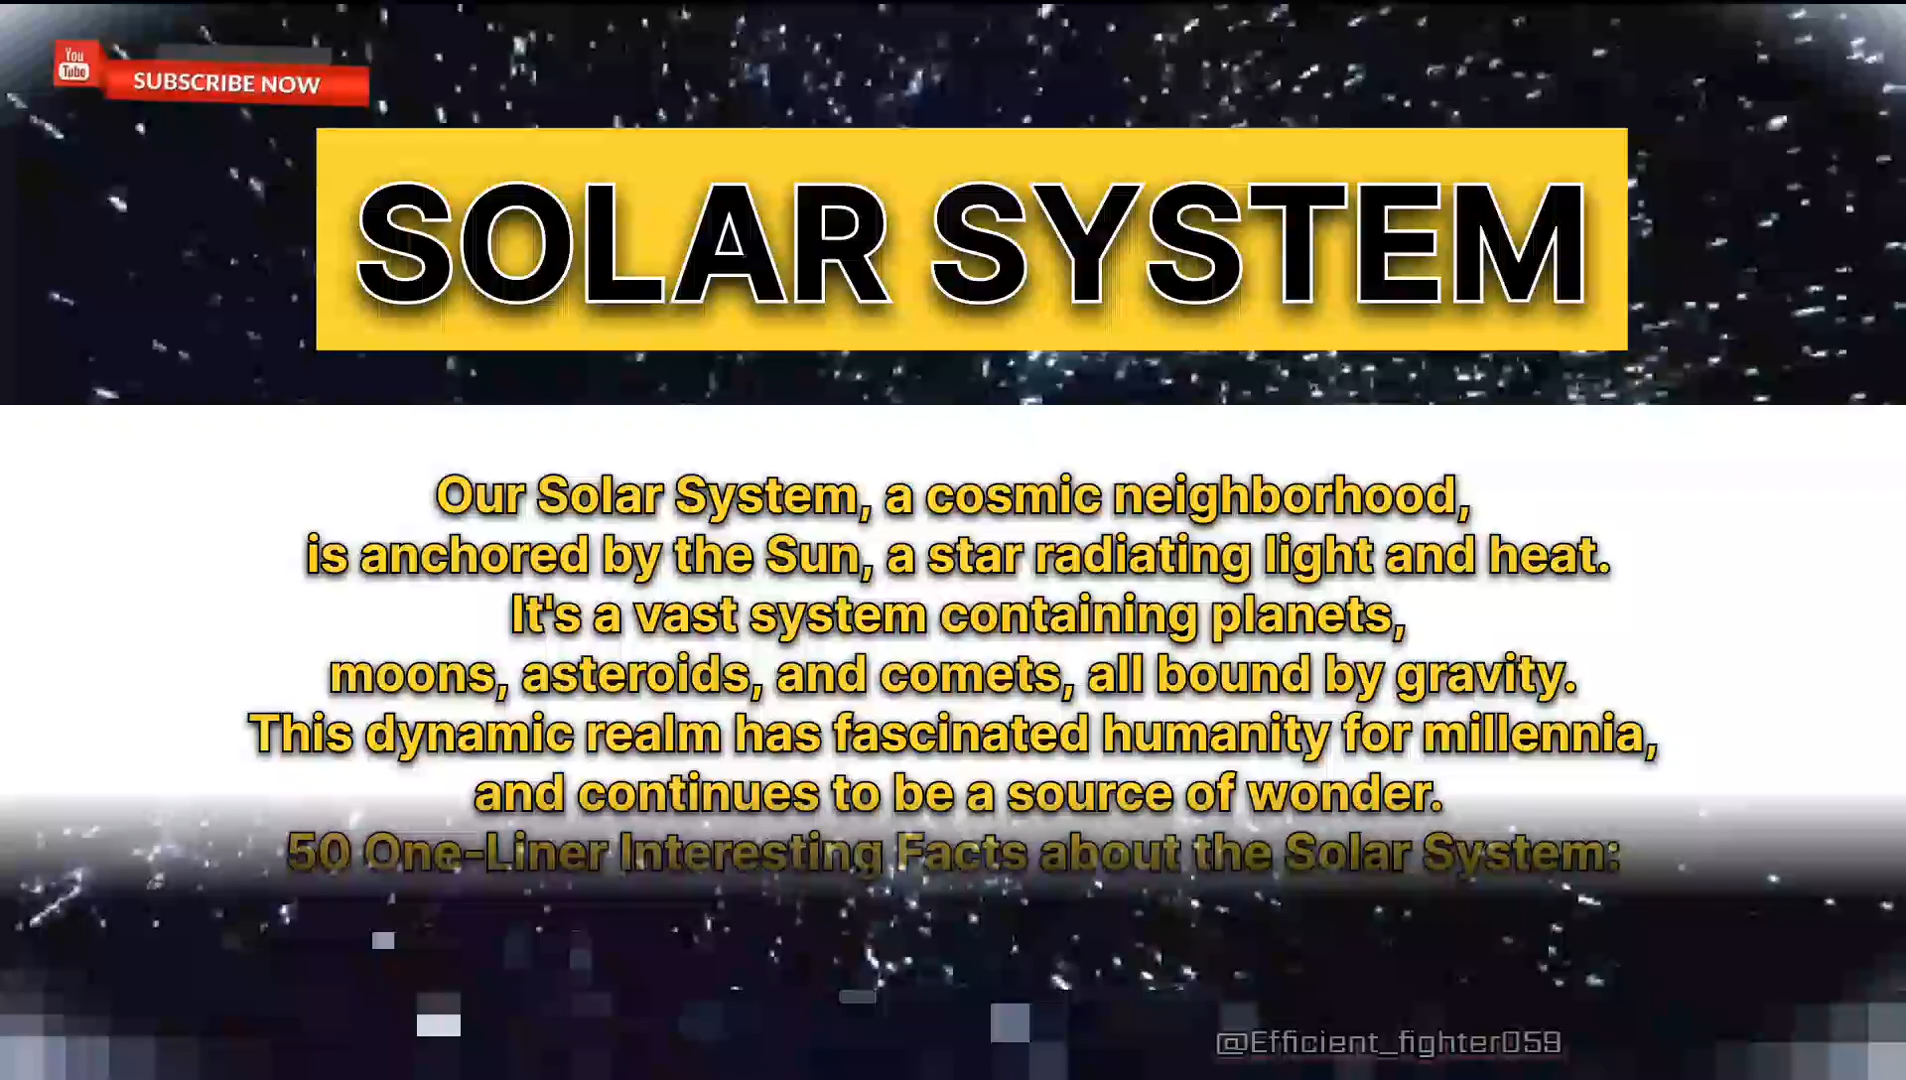 You
Tube
SUBSCRIBE NOW
SOLAR SYSTEM
Our Solar System, a cosmic neighborhood,
is anchored by the Sun, a star radiating light and heat.
It's a vast system containing planets,
moons, asteroids, and comets, all bound by gravity.
This dynamic realm has fascinated humanity for millennia,
and continues to be a source of wonder.
50 One-Liner Interesting Facts about the Solar System:
@Efficient_fighter059